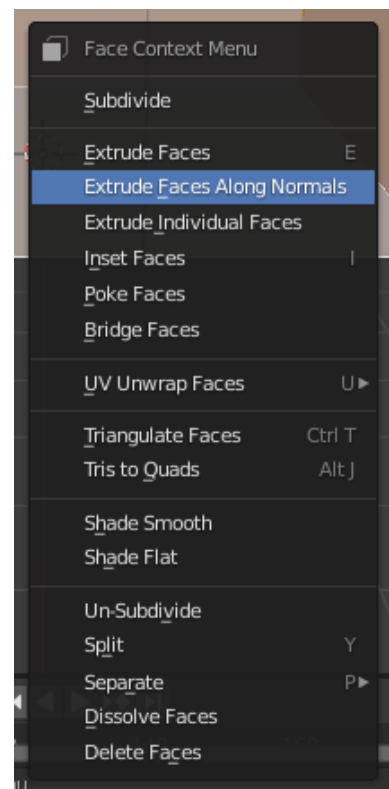 Face Context Menu
Subdivide
Extrude Faces E
Extrude Faces Along Normals
Extrude Individual Faces
Inset Faces I
Poke Faces
Bridge Faces
UV Unwrap Faces U
Triangulate Faces Ctrl T
Tris to Quads Alt J
Shade Smooth
Shade Flat
Un-Subdivide
Split Y
Separate P
Dissolve Faces
Delete Faces